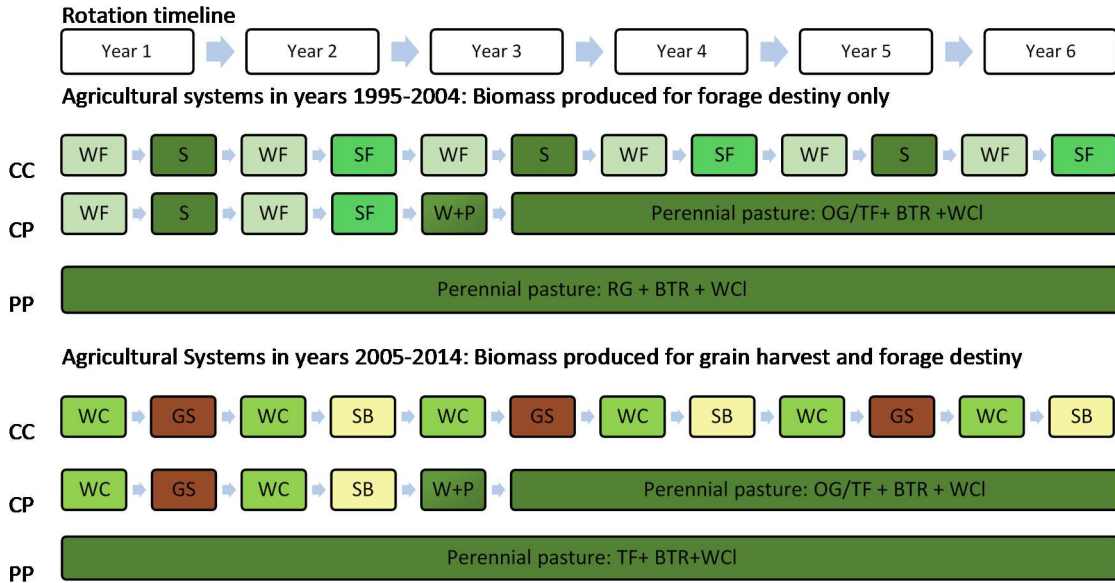 Rotation timeline
Year 1 Year 2 Year 3 Year 4 Year 5 Year 6
Agricultural systems in years 1995-2004: Biomass produced for forage destiny only
CC WF S WF SF WF S WF SF WF S WF SF
CP WF S WF SF W+P Perennial pasture: OG/TF+ BTR +WCl
PP Perennial pasture: RG + BTR + WCl
Agricultural Systems in years 2005-2014: Biomass produced for grain harvest and forage destiny
CC WC GS WC SB WC GS WC SB WC GS WC SB
CP WC GS WC SB W+P Perennial pasture: OG/TF + BTR + WCl
PP Perennial pasture: TF+ BTR+WCl